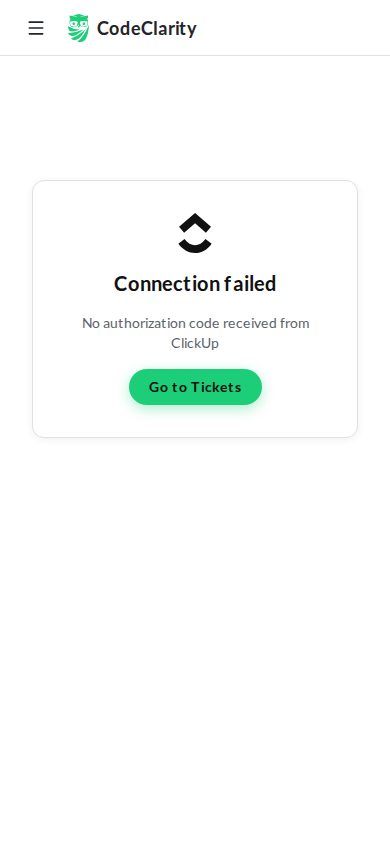 CodeClarity
Connection failed
No authorization code received from
ClickUp
Go to Tickets